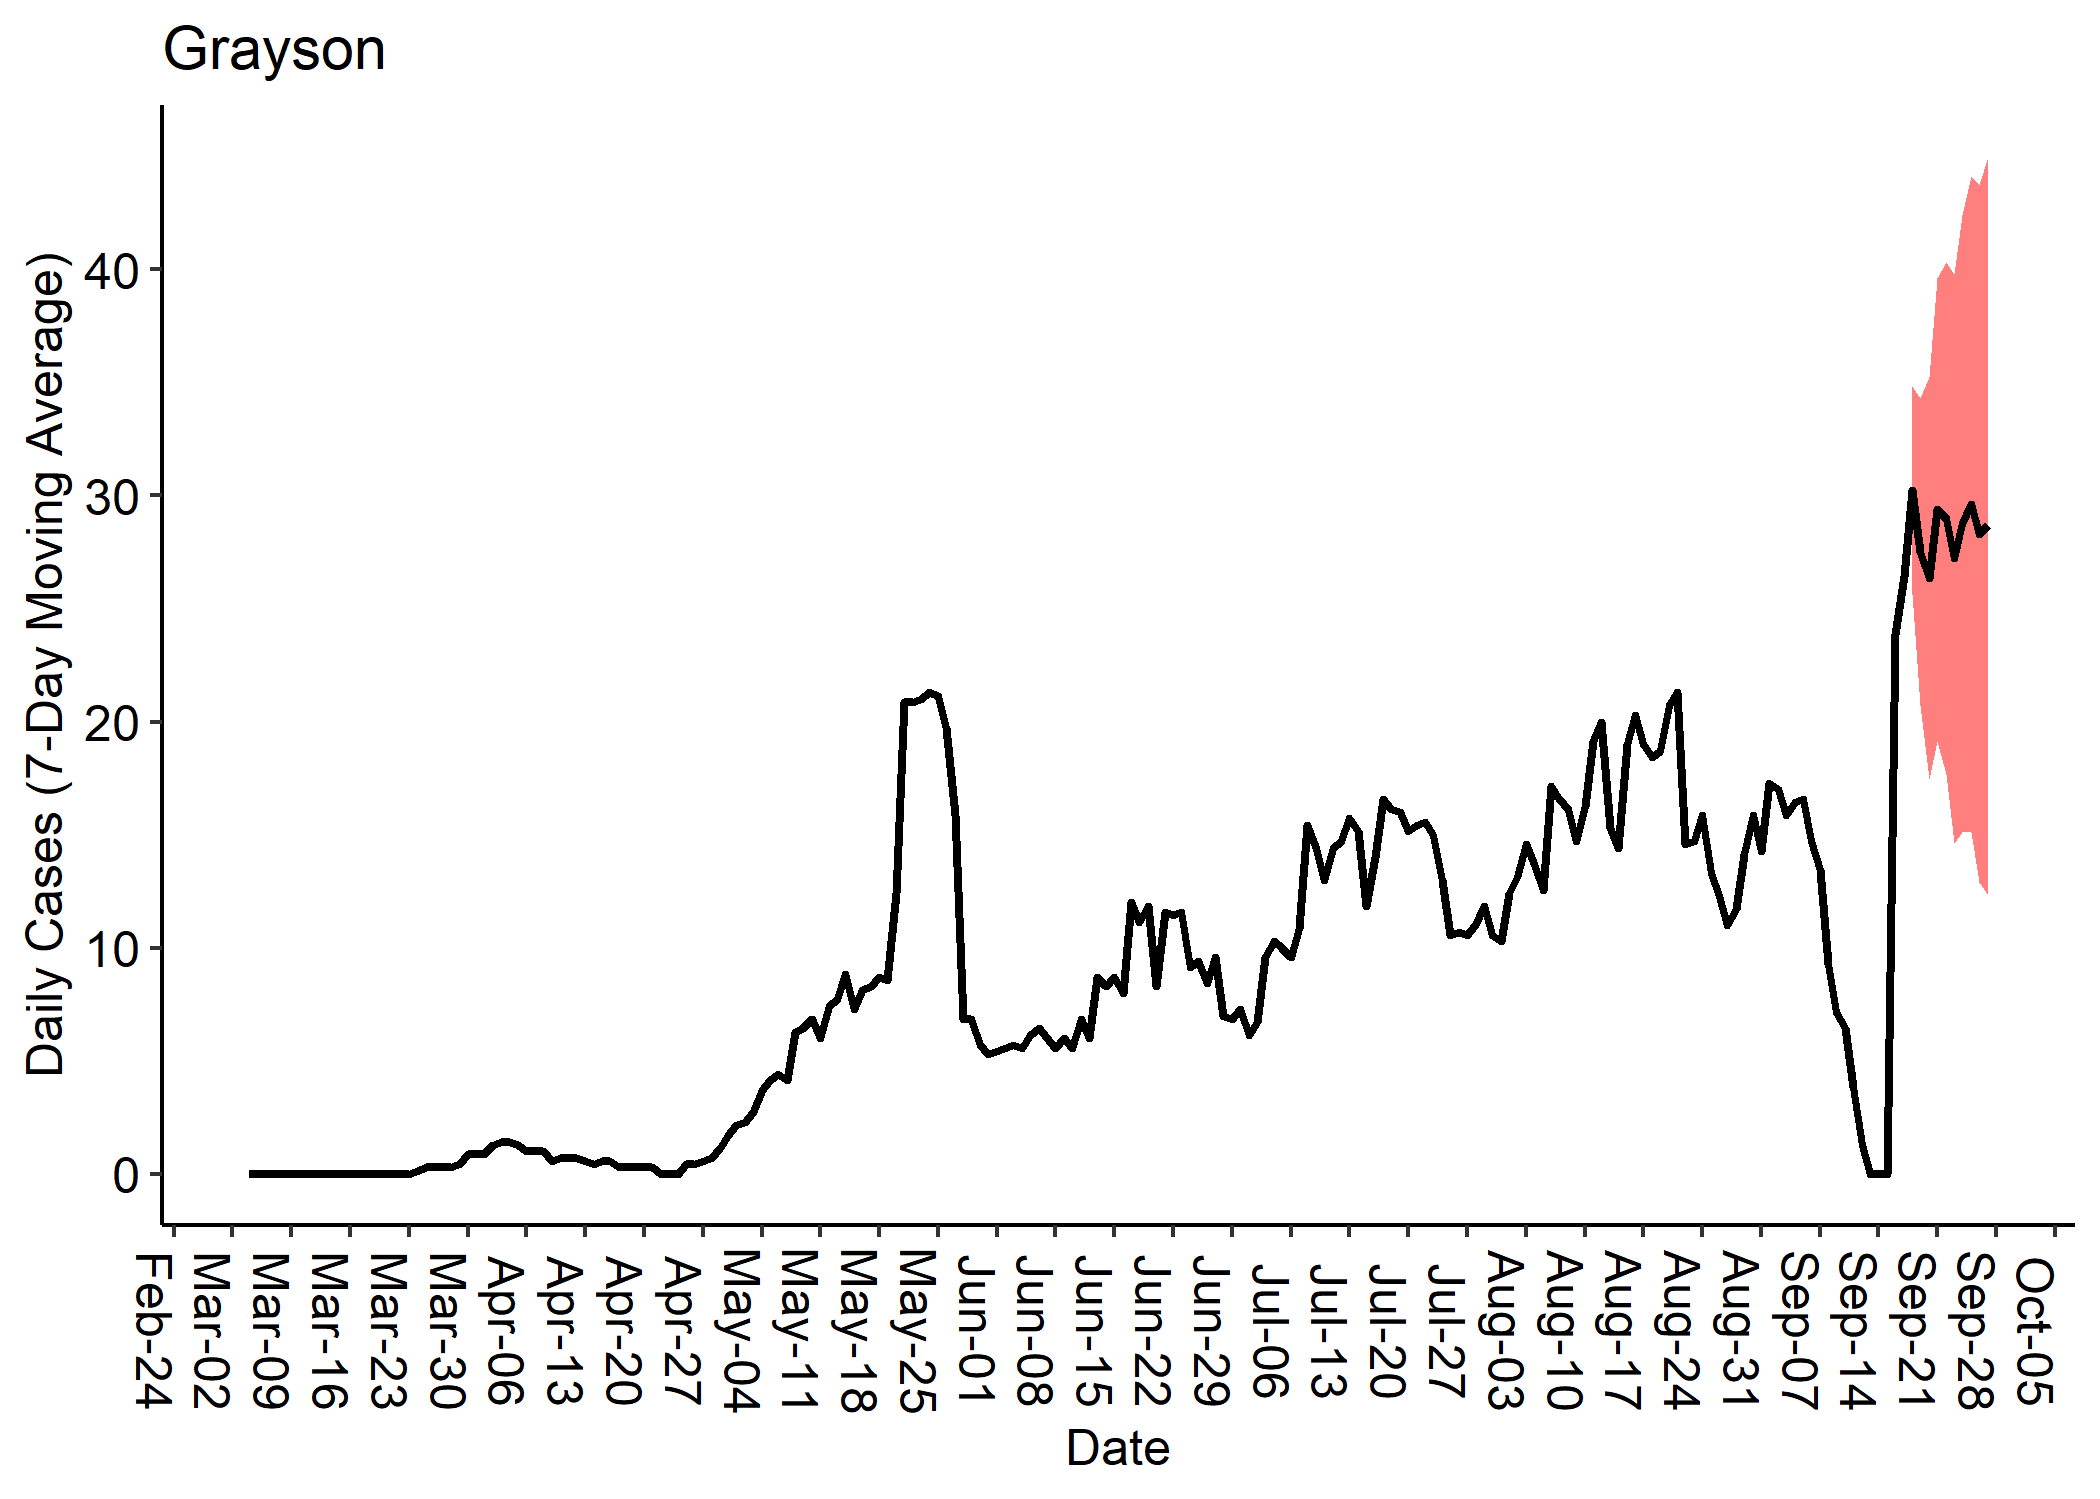 Grayson
Daily Cases (7-Day Moving Average)
40
30
20
10
0
Feb-24
Mar-02
Mar-09
Mar-16
Mar-23
Mar-30
Apr-06
Apr-13
Apr-20
Apr-27
May-04
May-11
May-18
May-25
Jun-01
Jun-08
Jun-15
Jun-22
Jun-29
Jul-06
Jul-13
Jul-20
Jul-27
Aug-03
Aug-10
Aug-17
Aug-24
Aug-31
Sep-07
Sep-14
Sep-21
Sep-28
Oct-05
Date